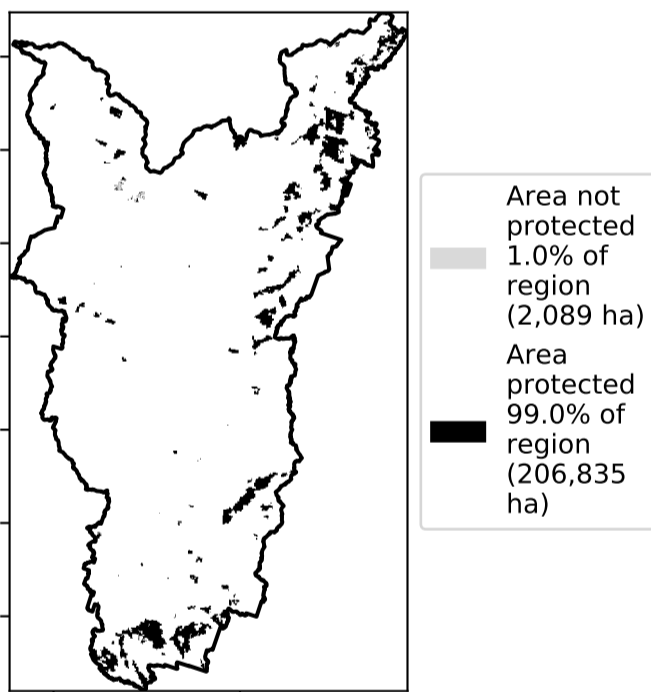 Area not
protected
1.0% of
region
(2,089 ha)
Area
protected
99.0% of
region
(206,835
ha)